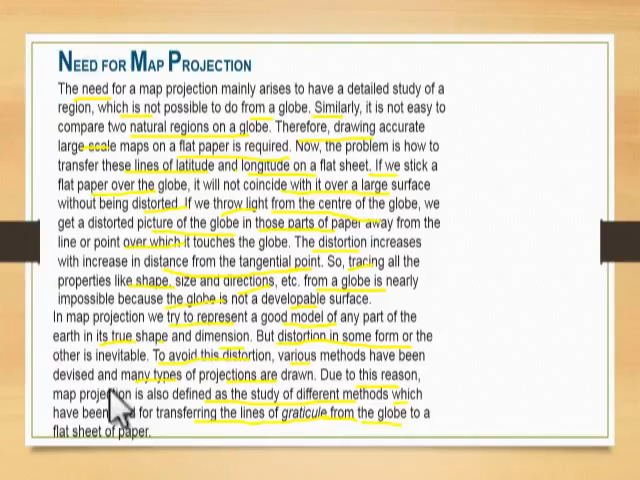 NEED FOR MAP PROJECTION
The need for a map projection mainly arises to have a detailed study of a
region, which is not possible to do from a globe. Similarly, it is not easy to
compare two natural regions on a globe. Therefore, drawing accurate
large-scale maps on a flat paper is required. Now, the problem is how to
transfer these lines of latitude and longitude on a flat sheet. If we stick a
flat paper over the globe, it will not coincide with it over a large surface
without being distorted. If we throw light from the centre of the globe, we
get a distorted picture of the globe in those parts of paper away from the
line or point over which it touches the globe. The distortion increases
with increase in distance from the tangential point. So, tracing all the
properties like shape, size and directions, etc. from a globe is nearly
impossible because the globe is not a developable surface.
In map projection we try to represent a good model of any part of the
earth in its true shape and dimension. But distortion in some form or the
other is inevitable. To avoid this distortion, various methods have been
devised and many types of projections are drawn. Due to this reason,
map projection is also defined as the study of different methods which
have been for transferring the lines of graticule from the globe to a
flat sheet of paper.